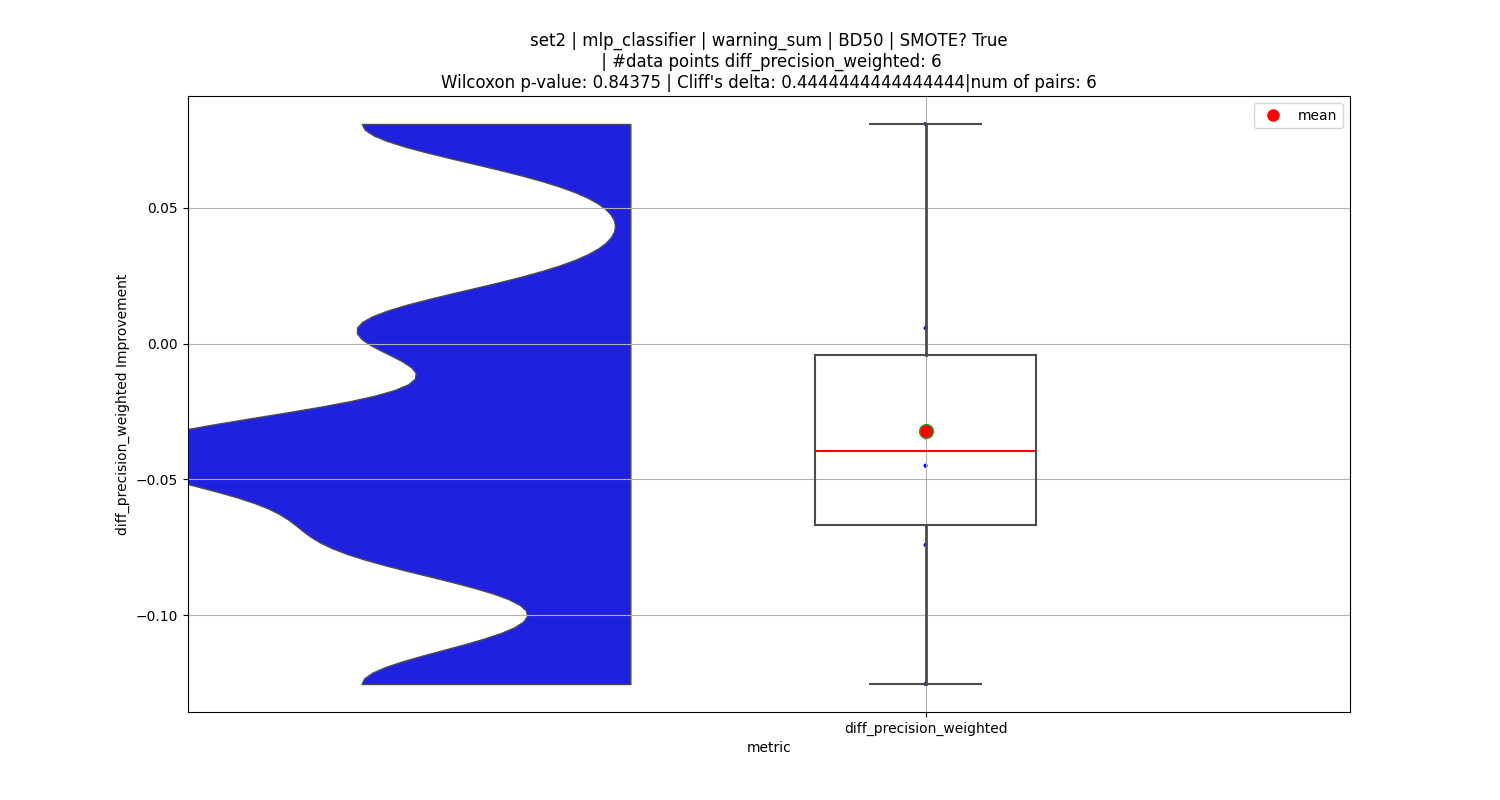 set2 | mlp_classifier | warning_sum | BD50 | SMOTE? True
| #data points diff_precision_weighted: 6
Wilcoxon p-value: 0.84375 | Cliff's delta: 0.4444444444444444|num of pairs: 6
mean
0.05
0.00
−0.05
−0.10
diff_precision_weighted Improvement
diff_precision_weighted
metric